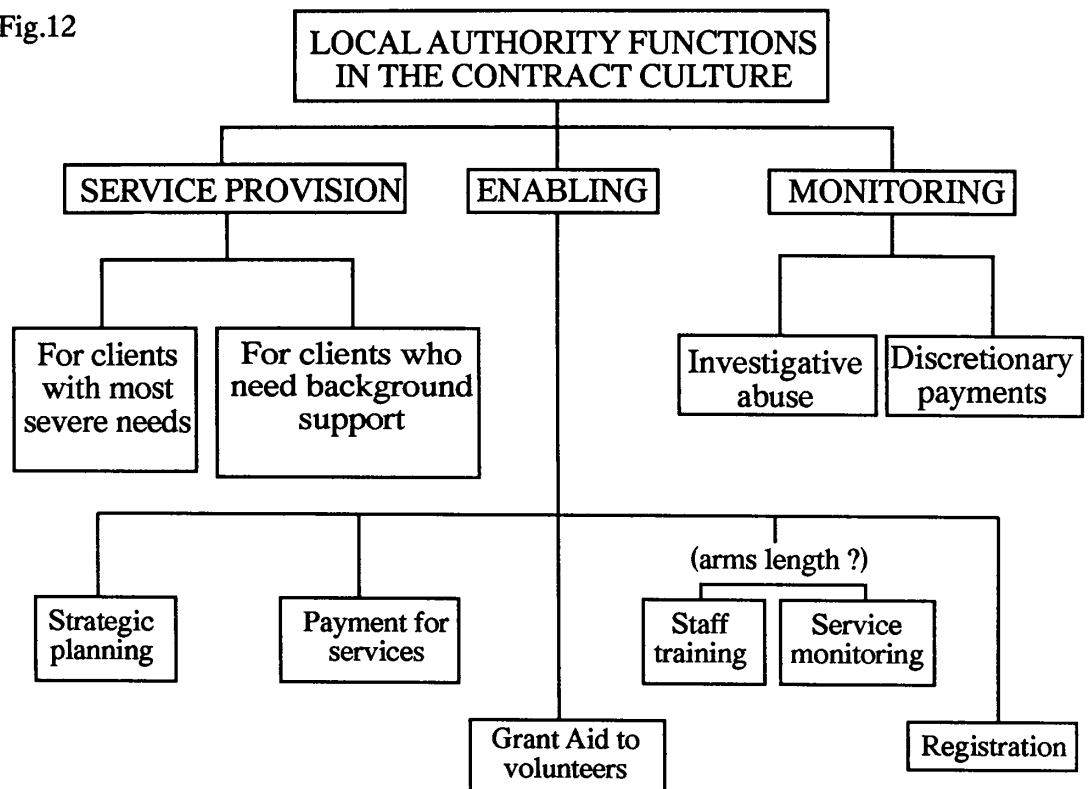 Fig.12
LOCAL AUTHORITY FUNCTIONS
IN THE CONTRACT CULTURE
SERVICE PROVISION
ENABLING
MONITORING
For clients
with most
severe needs
For clients who
need background
support
Investigative
abuse
Discretionary
payments
(arms length ?)
Strategic
planning
Payment for
services
Staff
training
Service
monitoring
Grant Aid to
volunteers
Registration